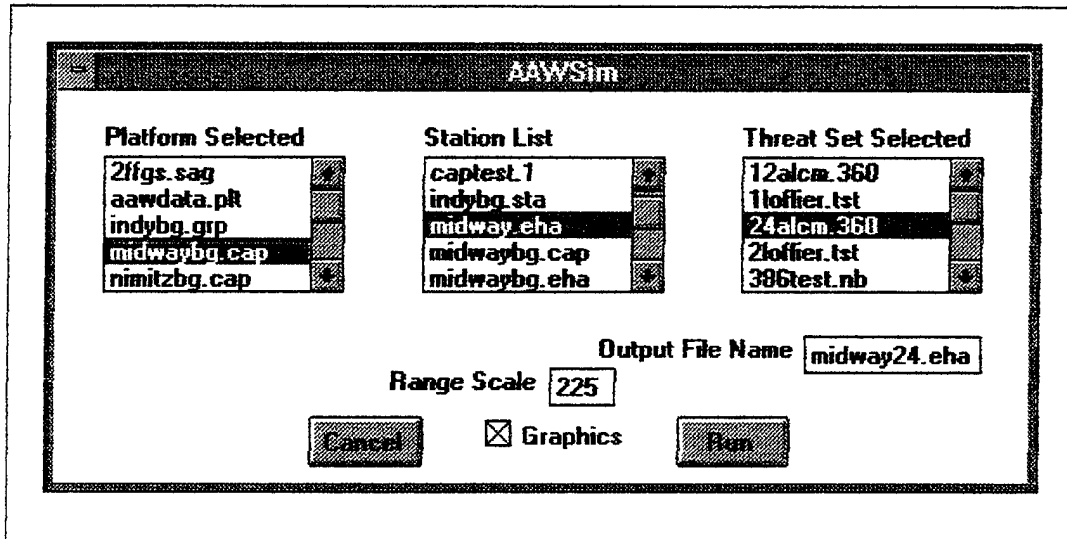 AAWSim
Platform Selected
2ffgs.sag
aawdata.plt
indybg.grp
midwaybg.cap
nimitzbg.cap
Station List
captest.1
indybg.sta
midway.eha
midwaybg.cap
midwaybg.eha
Threat Set Selected
12alcm.360
1loflier.tst
24alcm.360
2loflier.tst
386test.nb
Output File Name midway24.eha
Range Scale 225
Cancel Graphics Run